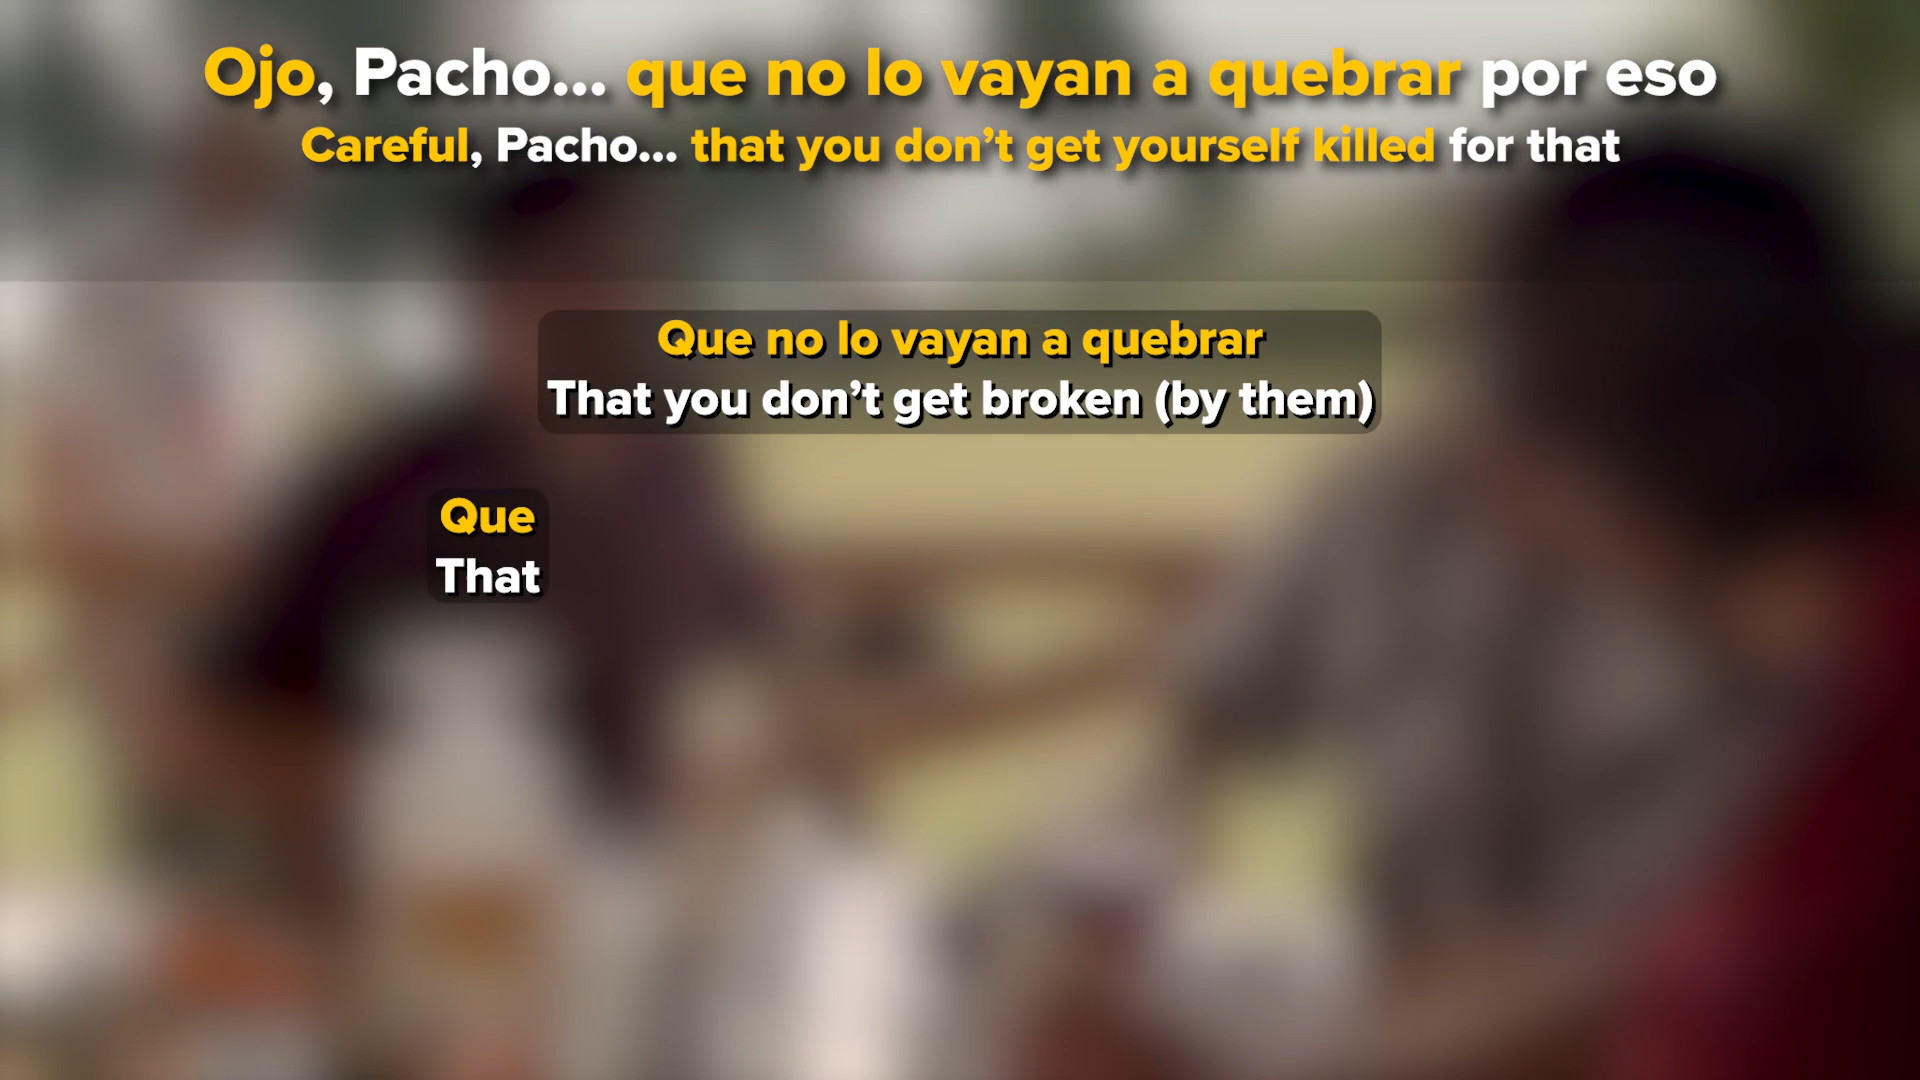 Ojo, Pacho... que no lo vayan a quebrar por eso
Careful, Pacho... that you don’t get yourself killed for that
Que no lo vayan a quebrar
That you don’t get broken (by them)
Que
That